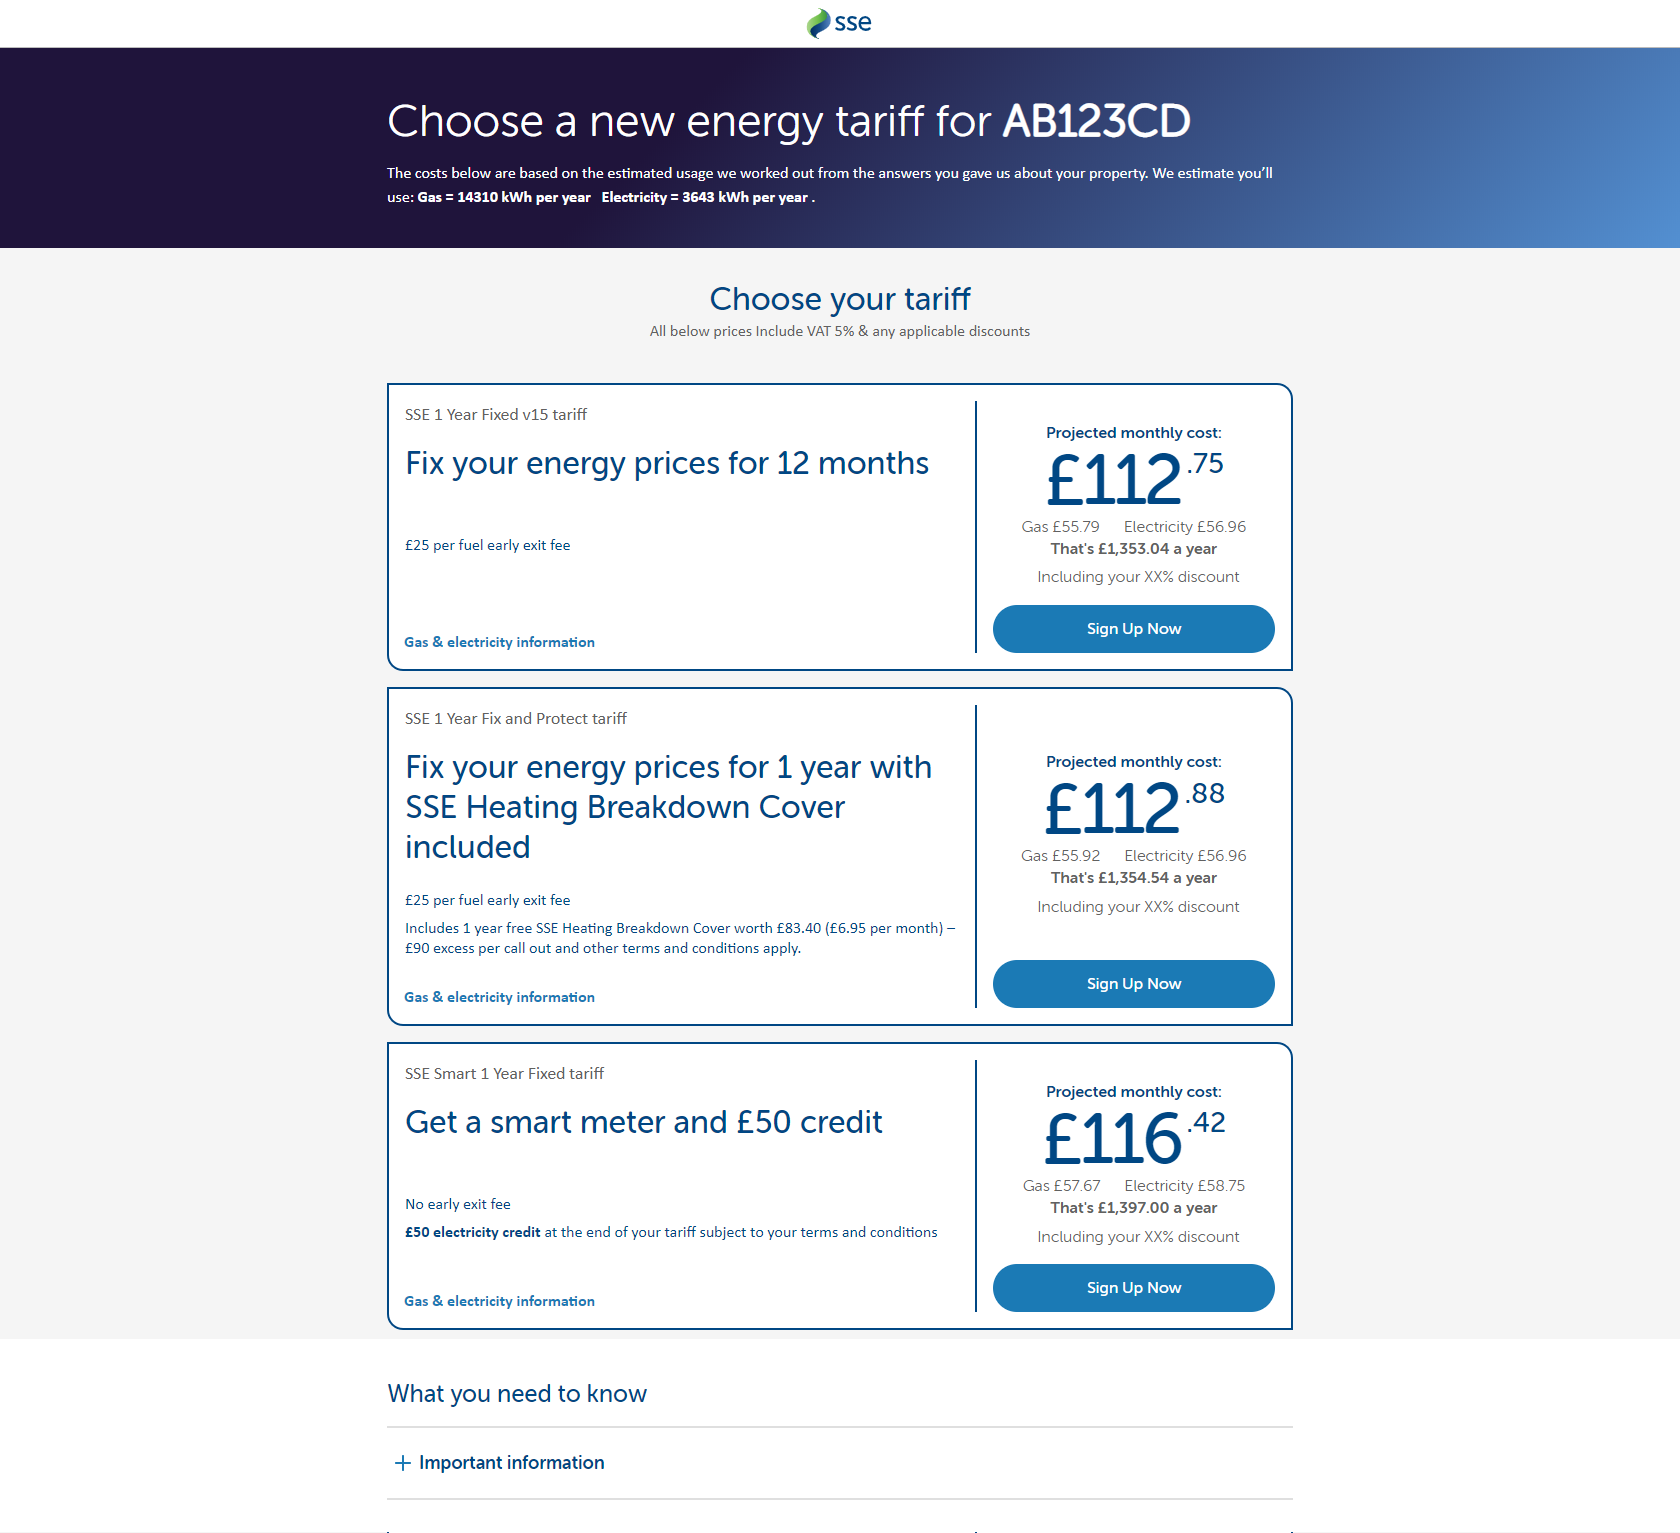 sse
Choose a new energy tariff for AB123CD
The costs below are based on the estimated usage we worked out from the answers you gave us about your property. We estimate you'll
use: Gas = 14310 kWh per year Electricity = 3643 kWh per year .
Choose your tariff
All below prices Include VAT 5% & any applicable discounts
SSE 1 Year Fixed v15 tariff
Fix your energy prices for 12 months
£25 per fuel early exit fee
Gas & electricity information
Projected monthly cost:
£112.75
Gas £55.79 Electricity £56.96
That's £1,353.04 a year
Including your XX% discount
Sign Up Now
SSE 1 Year Fix and Protect tariff
Fix your energy prices for 1 year with
SSE Heating Breakdown Cover
included
£25 per fuel early exit fee
Includes 1 year free SSE Heating Breakdown Cover worth £83.40 (£6.95 per month) –
£90 excess per call out and other terms and conditions apply.
Gas & electricity information
Projected monthly cost:
£112.88
Gas £55.92 Electricity £56.96
That's £1,354.54 a year
Including your XX% discount
Sign Up Now
SSE Smart 1 Year Fixed tariff
Get a smart meter and £50 credit
No early exit fee
£50 electricity credit at the end of your tariff subject to your terms and conditions
Gas & electricity information
Projected monthly cost:
£116.42
Gas £57.67 Electricity £58.75
That's £1,397.00 a year
Including your XX% discount
Sign Up Now
What you need to know
+ Important information